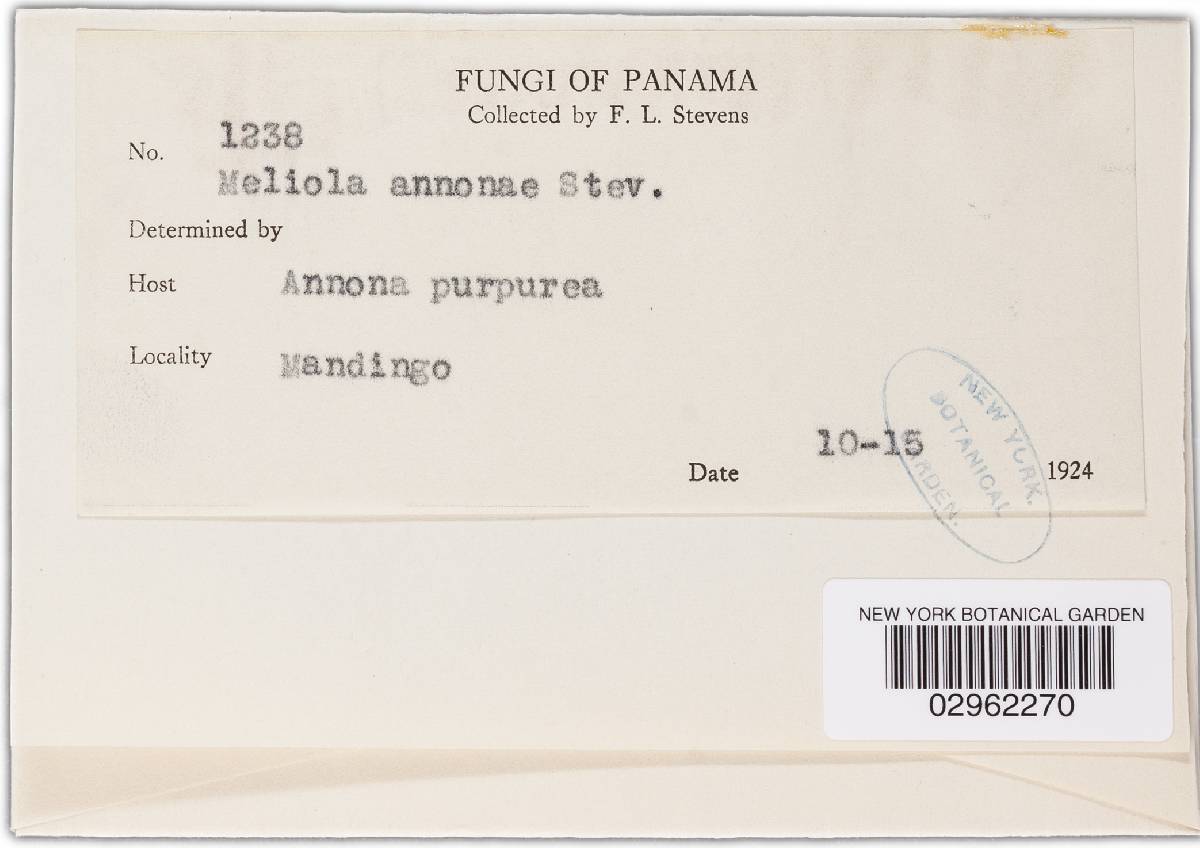 FUNGI OF PANAMA
Collected by F. L. Stevens
No. 1238
Meliola annonae Stev.
Determined by
Host Annona purpurea
Locality Mandingo
Date 10-15 1924
NEW YORK
BOTANICAL
GARDEN.
NEW YORK BOTANICAL GARDEN
02962270